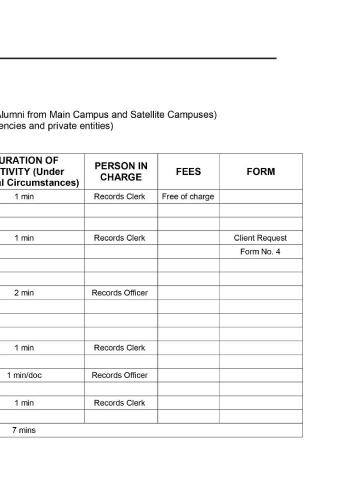 Alumni from Main Campus and Satellite Campuses)
encies and private entities)
URATION OF
TIVITY (Under
al Circumstances)
PERSON IN
CHARGE
FEES
FORM
1 min Records Clerk Free of charge
1 min Records Clerk Client Request
Form No. 4
2 min Records Officer
1 min Records Clerk
1 min/doc Records Officer
1 min Records Clerk
7 mins